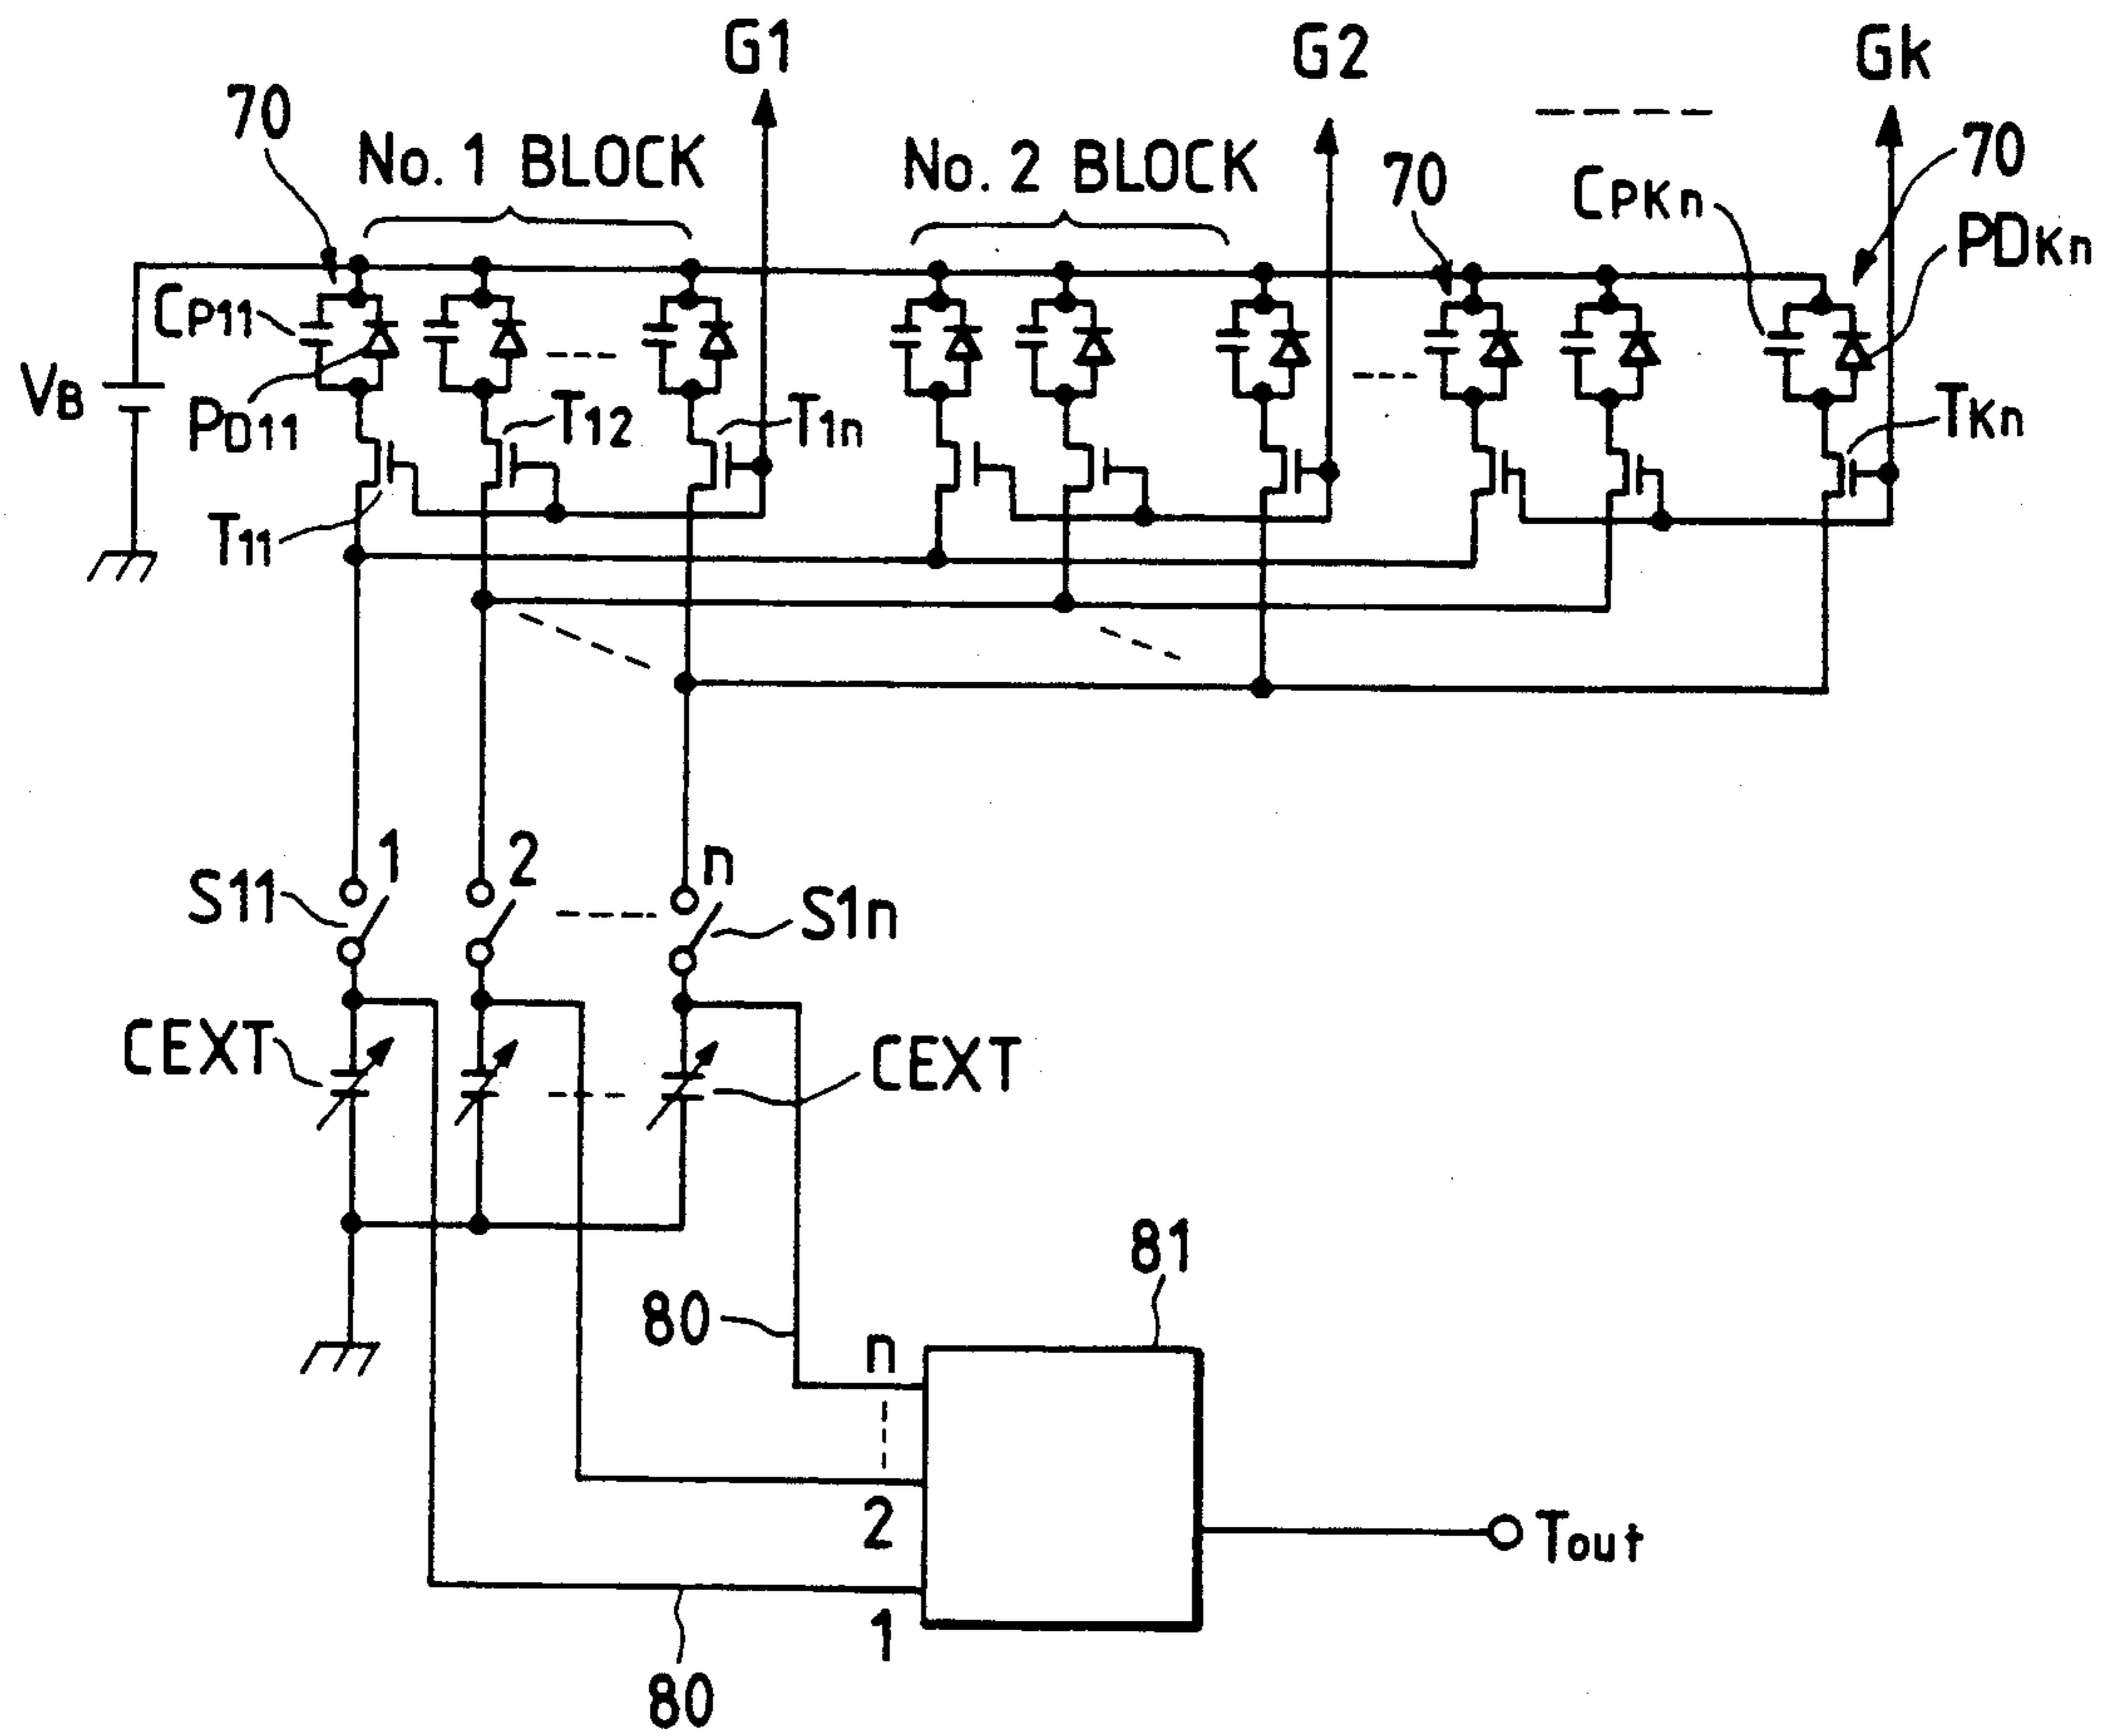 G1
G2
Gk
70
No. 1 BLOCK
No. 2 BLOCK
70
CPKn
70
PDKn
CP11
VB
PD11
T12
T1n
TKn
T11
1
2
n
S11
S1n
CEXT
CEXT
81
80
n
2
Tout
1
80